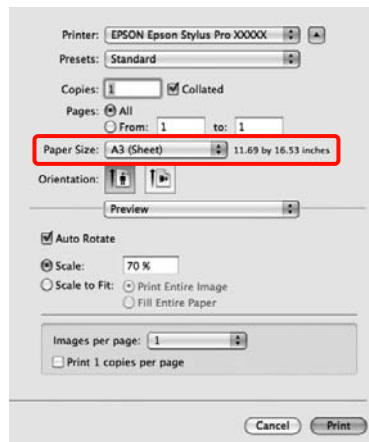 Printer: EPSON Epson Stylus Pro XXXXX
Presets: Standard
Copies: 1 Collated
Pages: All
From: 1 to: 1
Paper Size: A3 (Sheet) 11.69 by 16.53 inches
Orientation:
Preview
Auto Rotate
Scale: 70 %
Scale to Fit: Print Entire Image
Fill Entire Paper
Images per page: 1
Print 1 copies per page
Cancel Print